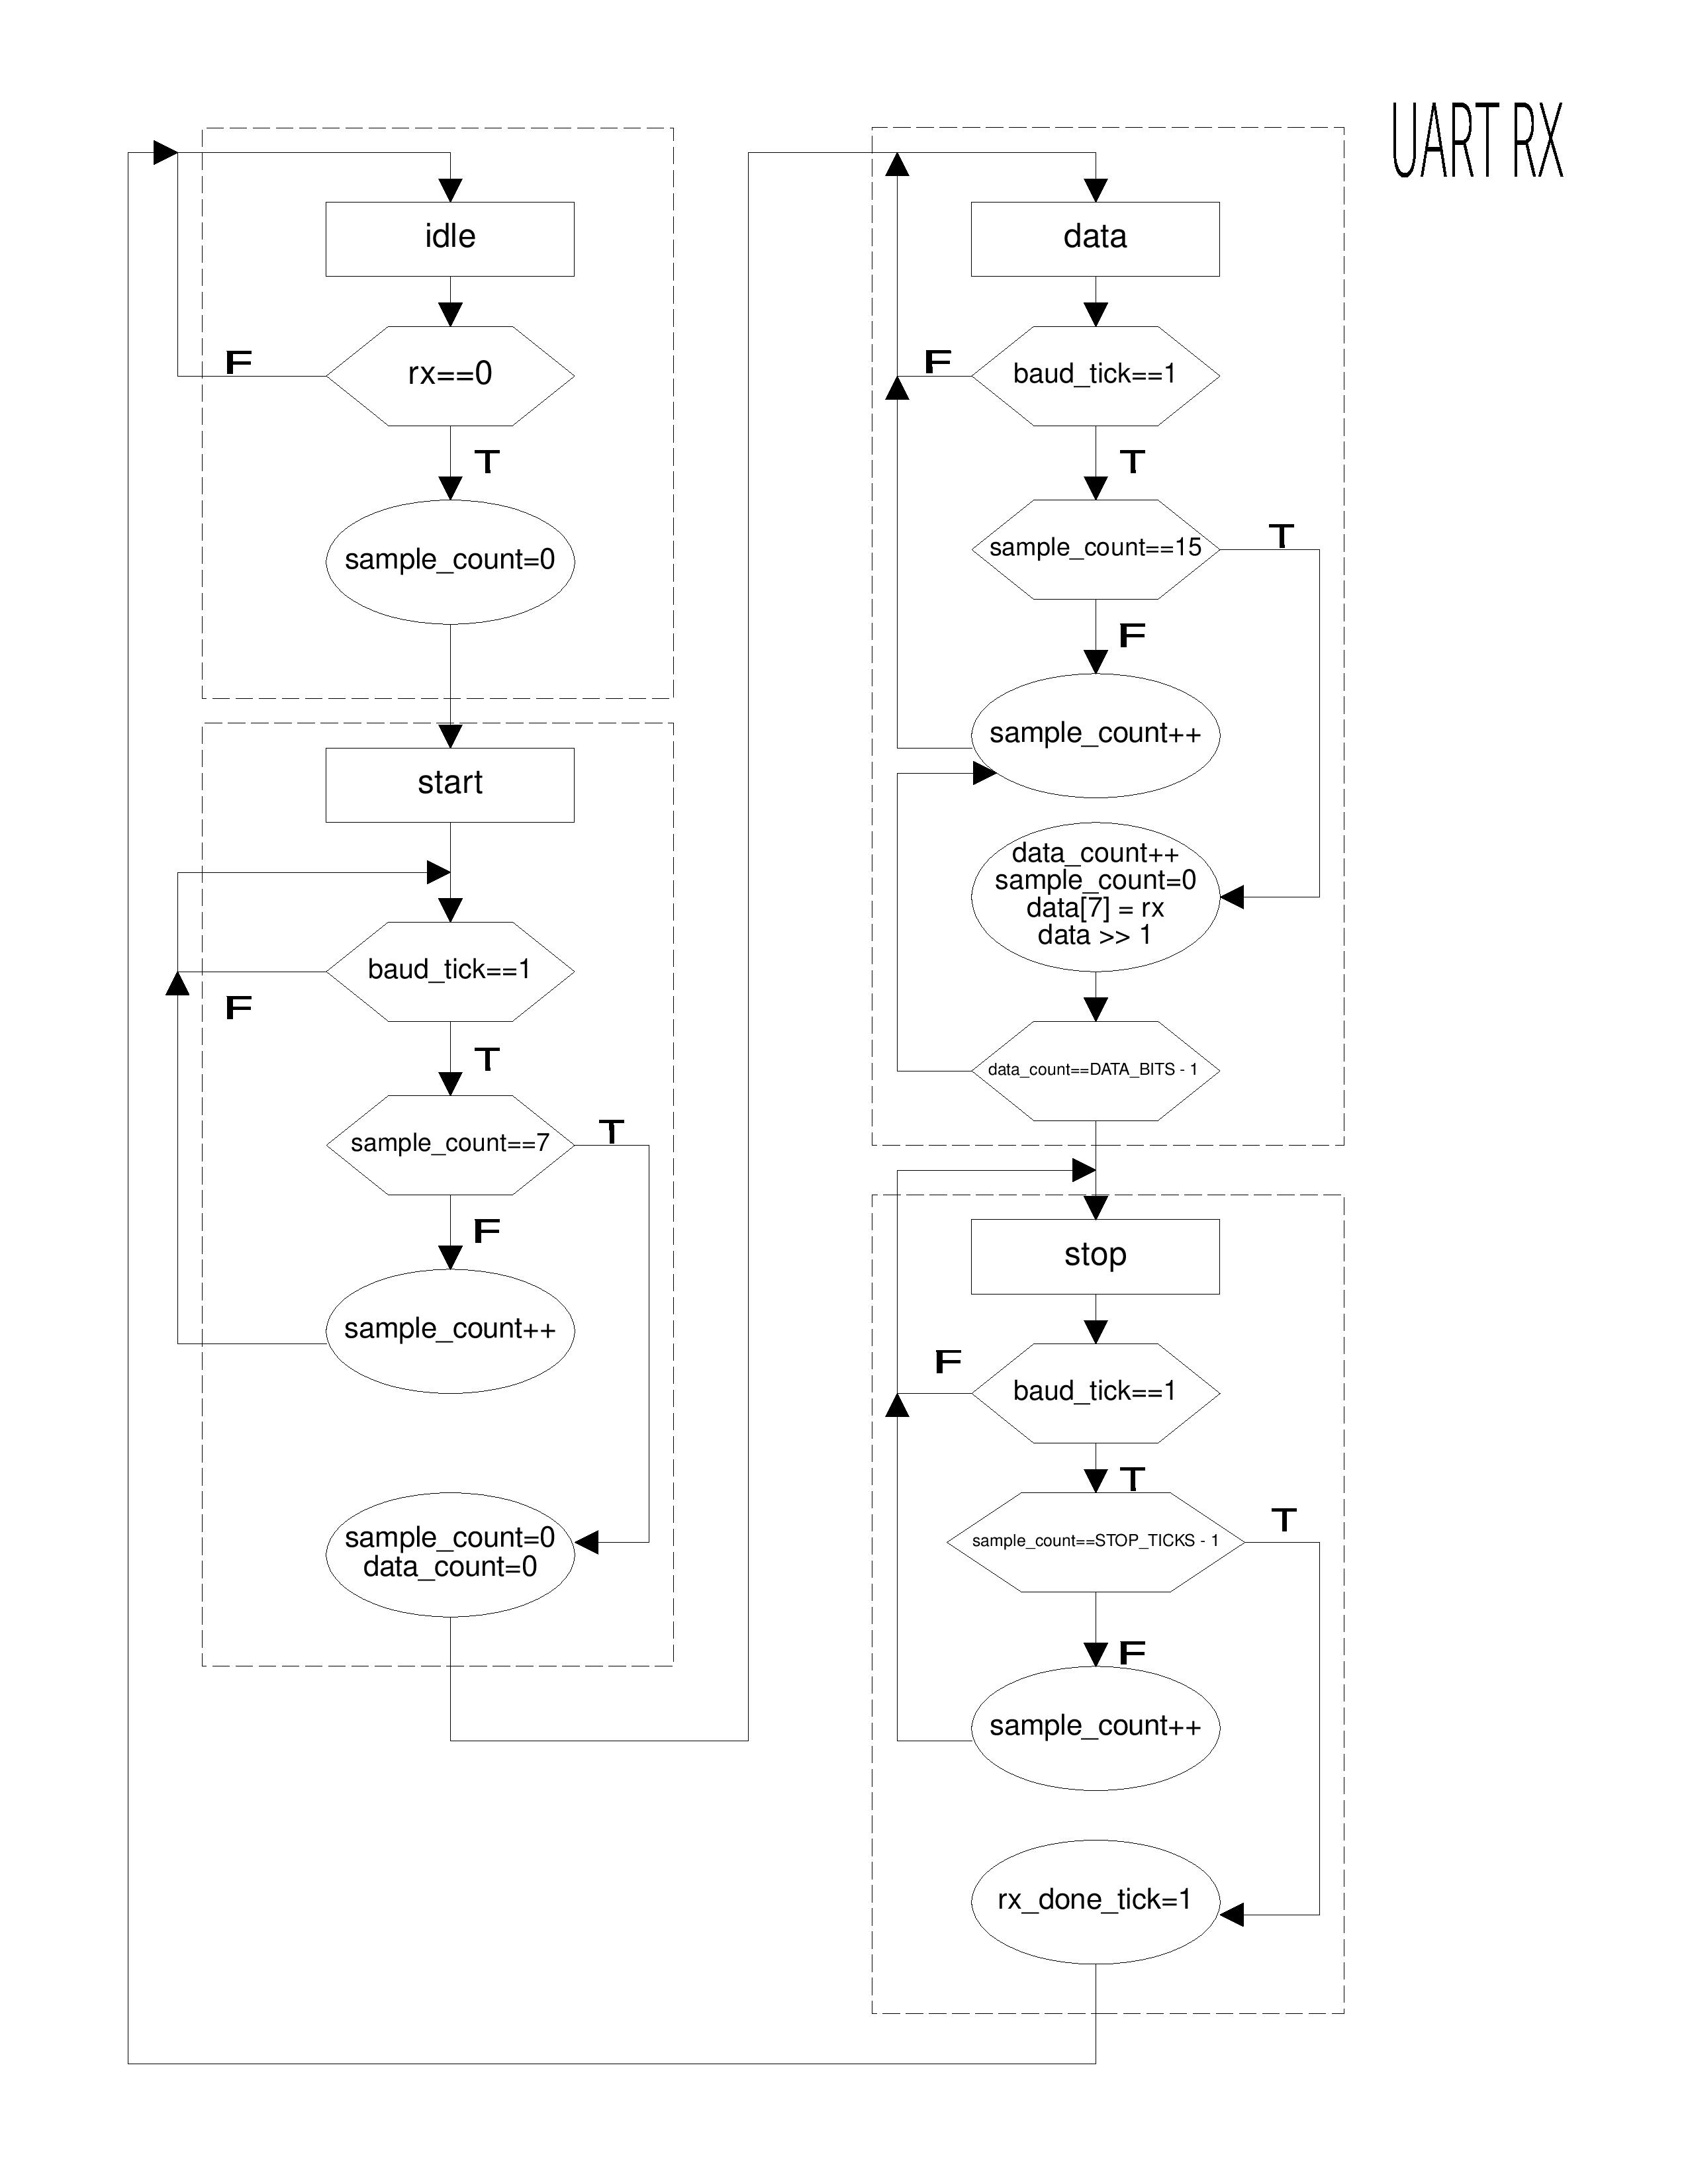 UART RX
idle
rx==0
F
T
sample_count=0
start
baud_tick==1
F
T
sample_count==7
T
F
sample_count++
sample_count=0
data_count=0
data
baud_tick==1
F
T
sample_count==15
T
F
sample_count++
data_count++
sample_count=0
data[7] = rx
data >> 1
data_count==DATA_BITS - 1
stop
baud_tick==1
F
T
sample_count==STOP_TICKS - 1
T
F
sample_count++
rx_done_tick=1